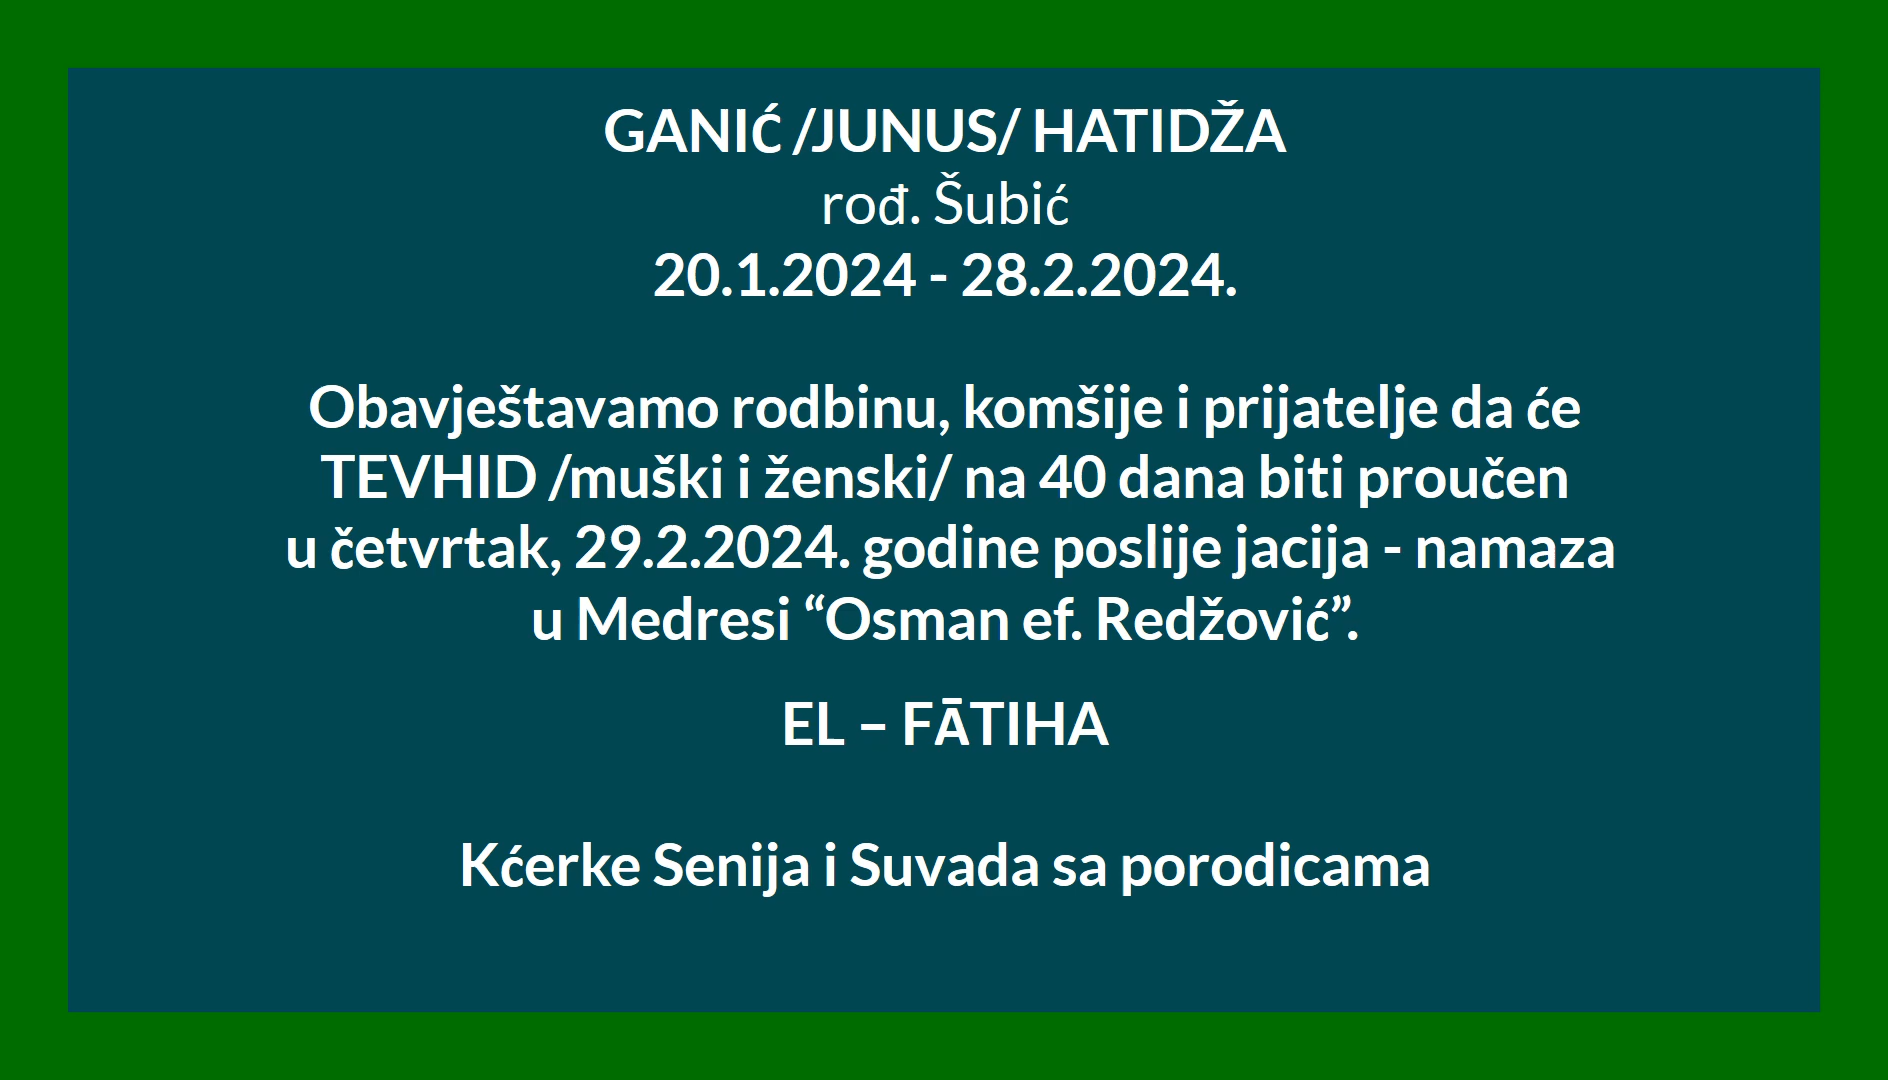 GANIĆ /JUNUS/ HATIDŽA
rođ. Šubić
20.1.2024 - 28.2.2024.
Obavještavamo rodbinu, komšije i prijatelje da će
TEVHID /muški i ženski/ na 40 dana biti proučen
u četvrtak, 29.2.2024. godine poslije jacija - namaza
u Medresi “Osman ef. Redžović”.
EL – FĀTIHA
Kćerke Senija i Suvada sa porodicama